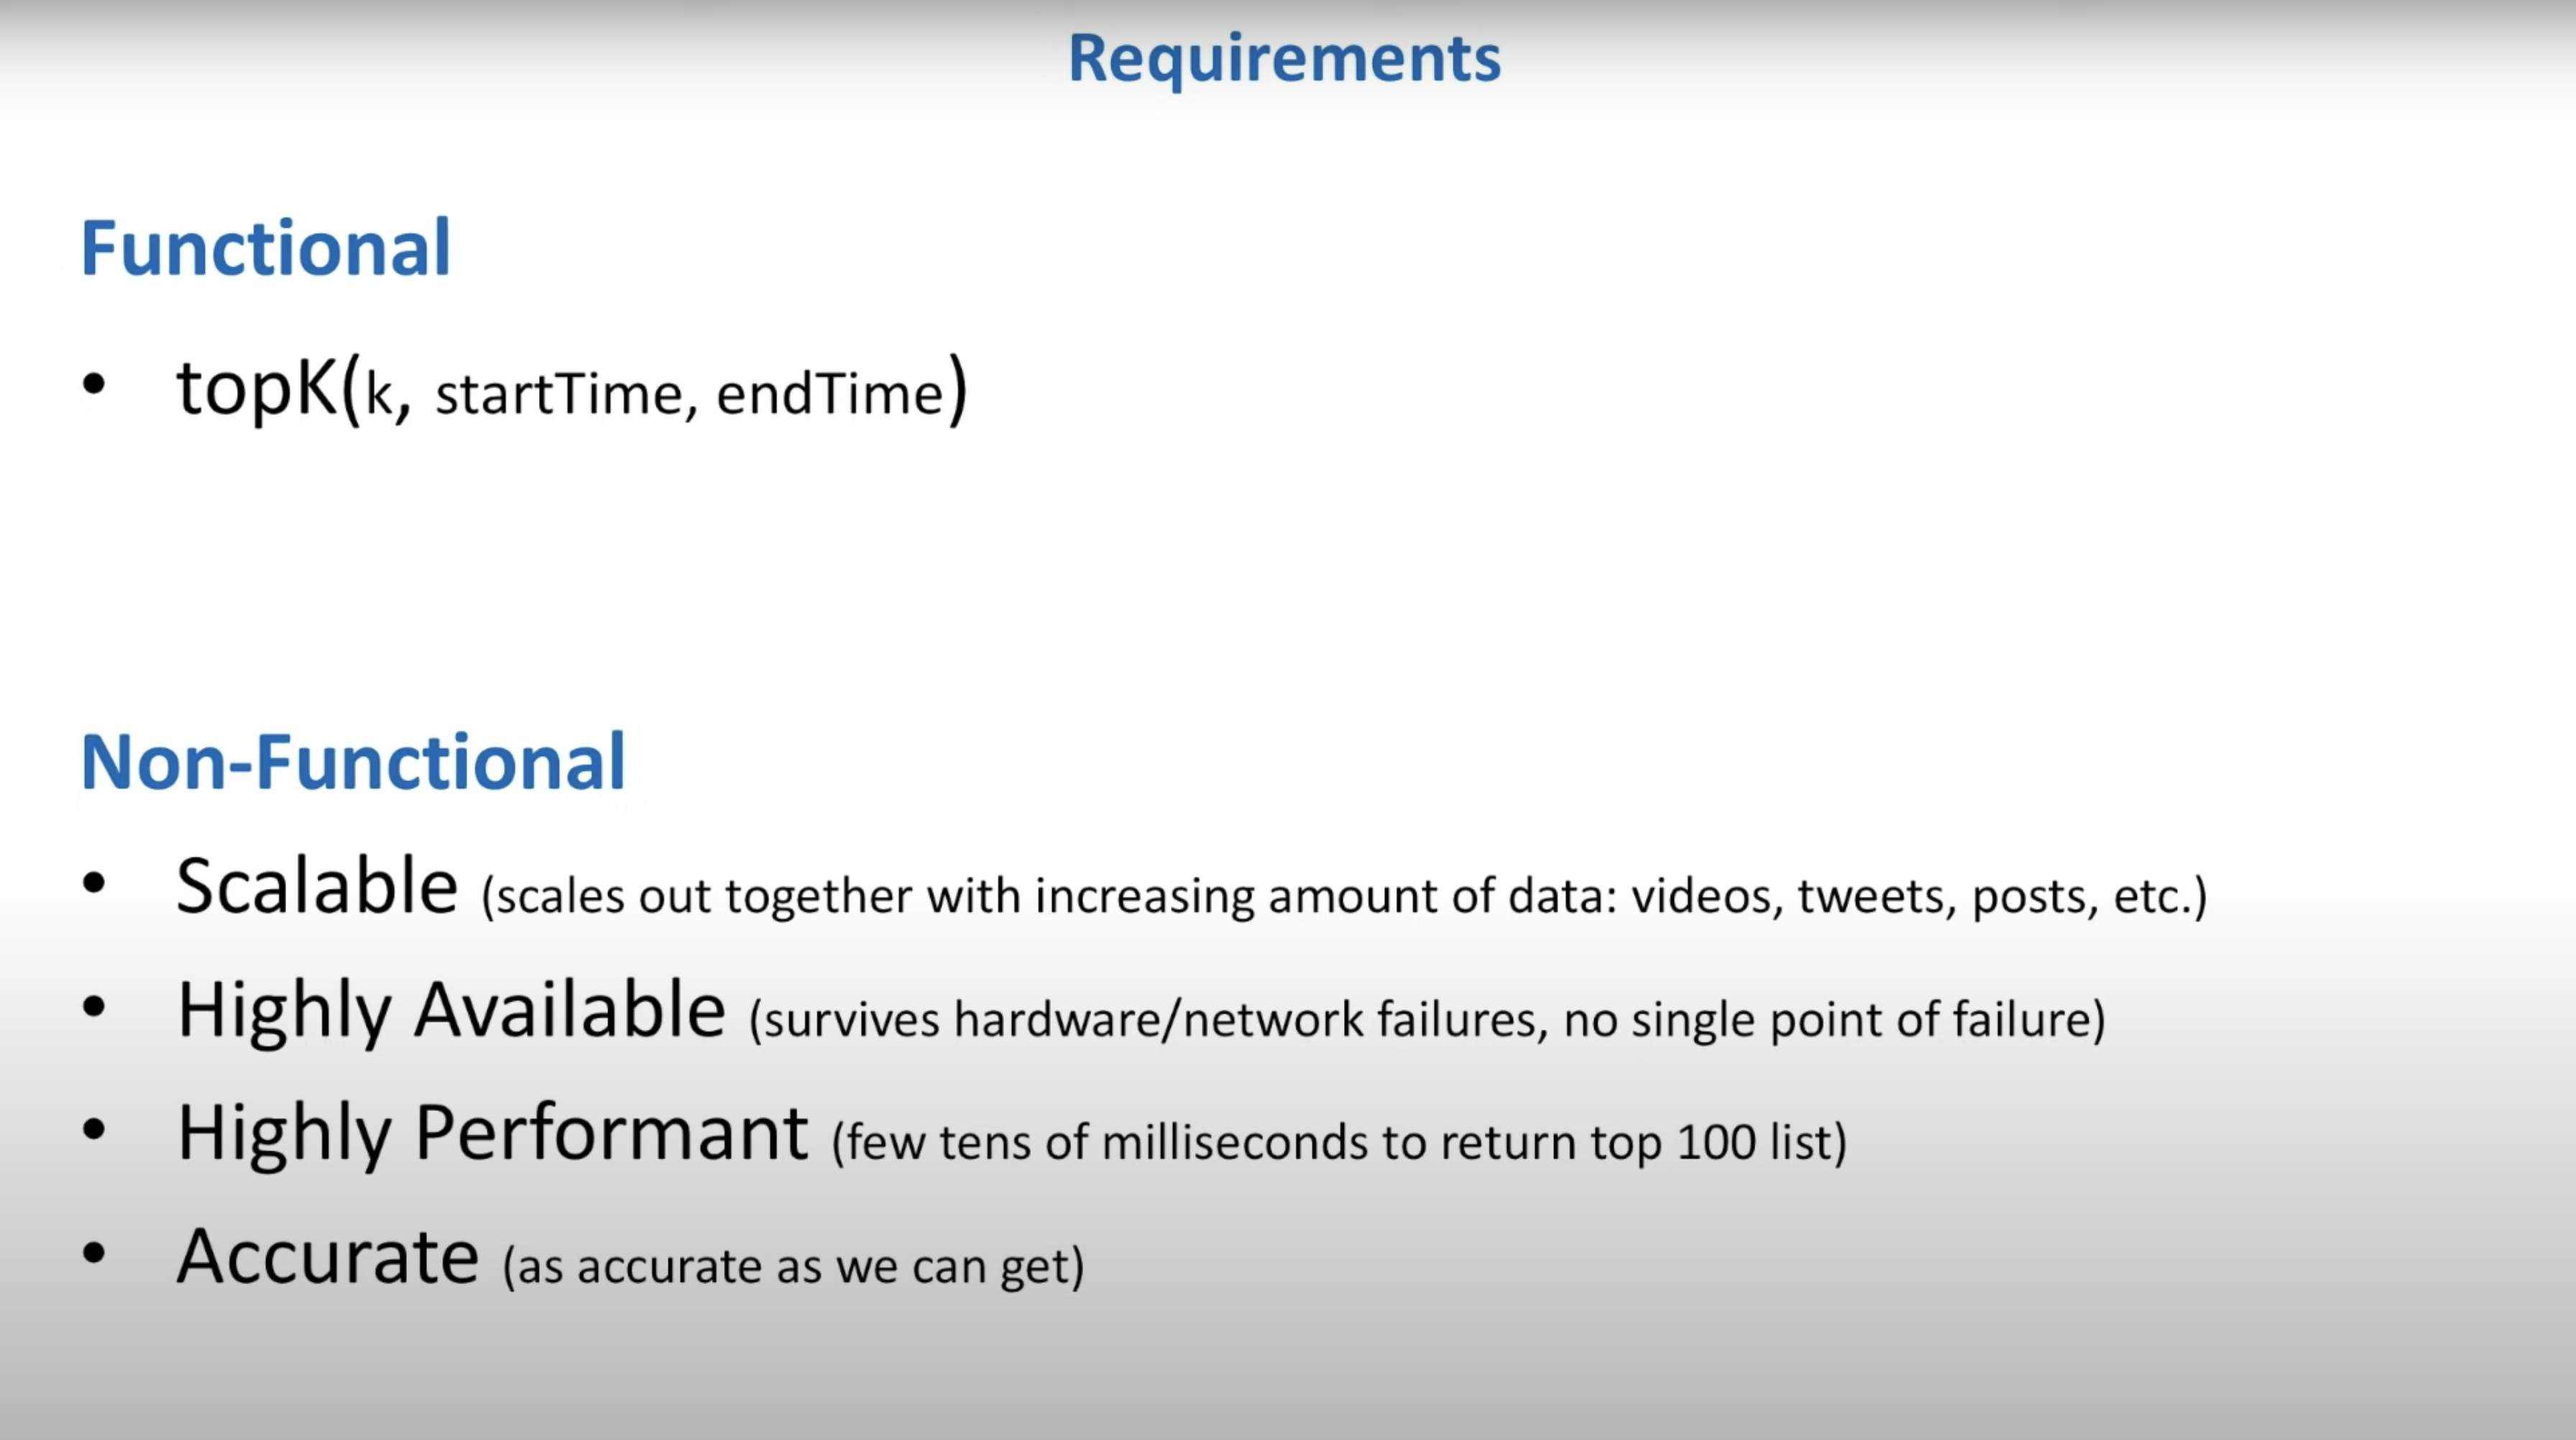 Requirements
Functional
• topK(k, startTime, endTime)
Non-Functional
• Scalable (scales out together with increasing amount of data: videos, tweets, posts, etc.)
• Highly Available (survives hardware/network failures, no single point of failure)
• Highly Performant (few tens of milliseconds to return top 100 list)
• Accurate (as accurate as we can get)